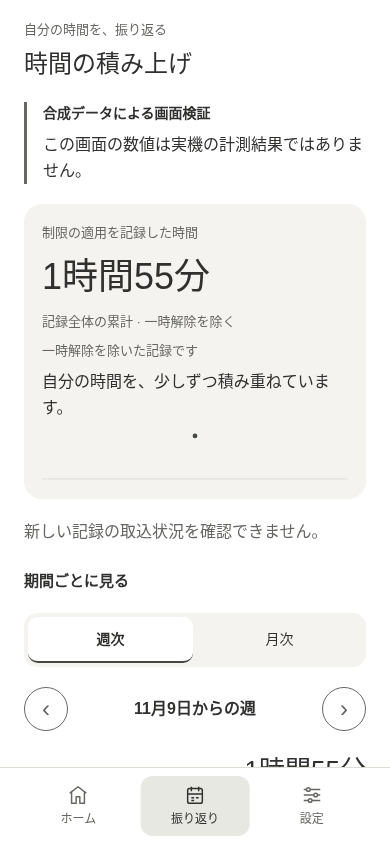 自分の時間を、振り返る
時間の積み上げ
合成データによる画面検証
この画面の数値は実機の計測結果ではありま
せん。
制限の適用を記録した時間
1時間55分
記録全体の累計 · 一時解除を除く
一時解除を除いた記録です
自分の時間を、少しずつ積み重ねていま
す。
新しい記録の取込状況を確認できません。
期間ごとに見る
週次 月次
‹ 11月9日からの週 ›
1時間55分
ホーム 振り返り 設定